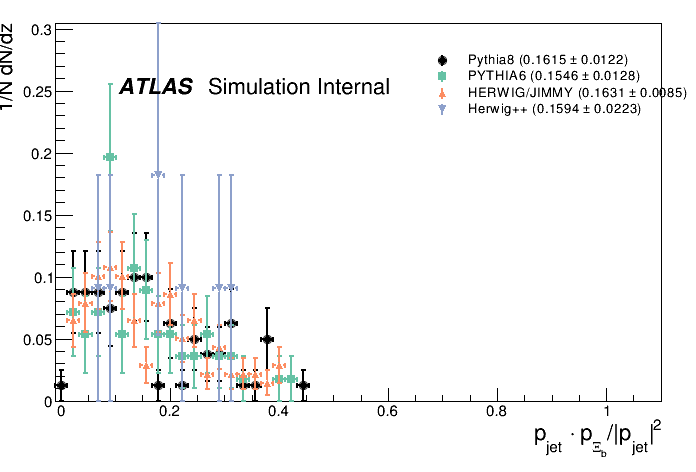 1/N dN/dz
0.3
0.25
0.2
0.15
0.1
0.05
0
ATLAS Simulation Internal
Pythia8 (0.1615 ± 0.0122)
PYTHIA6 (0.1546 ± 0.0128)
HERWIG/JIMMY (0.1631 ± 0.0085)
Herwig++ (0.1594 ± 0.0223)
0 0.2 0.4 0.6 0.8 1
p_jet · p_Ξ_b/|p_jet|²